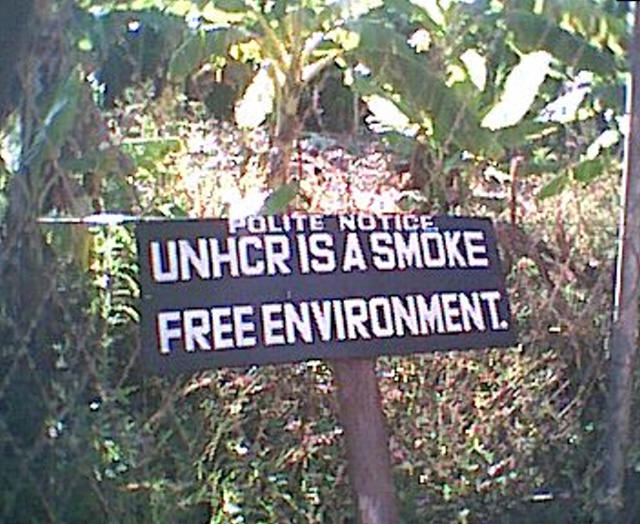 POLITE NOTICE
UNHCR IS A SMOKE
FREE ENVIRONMENT.